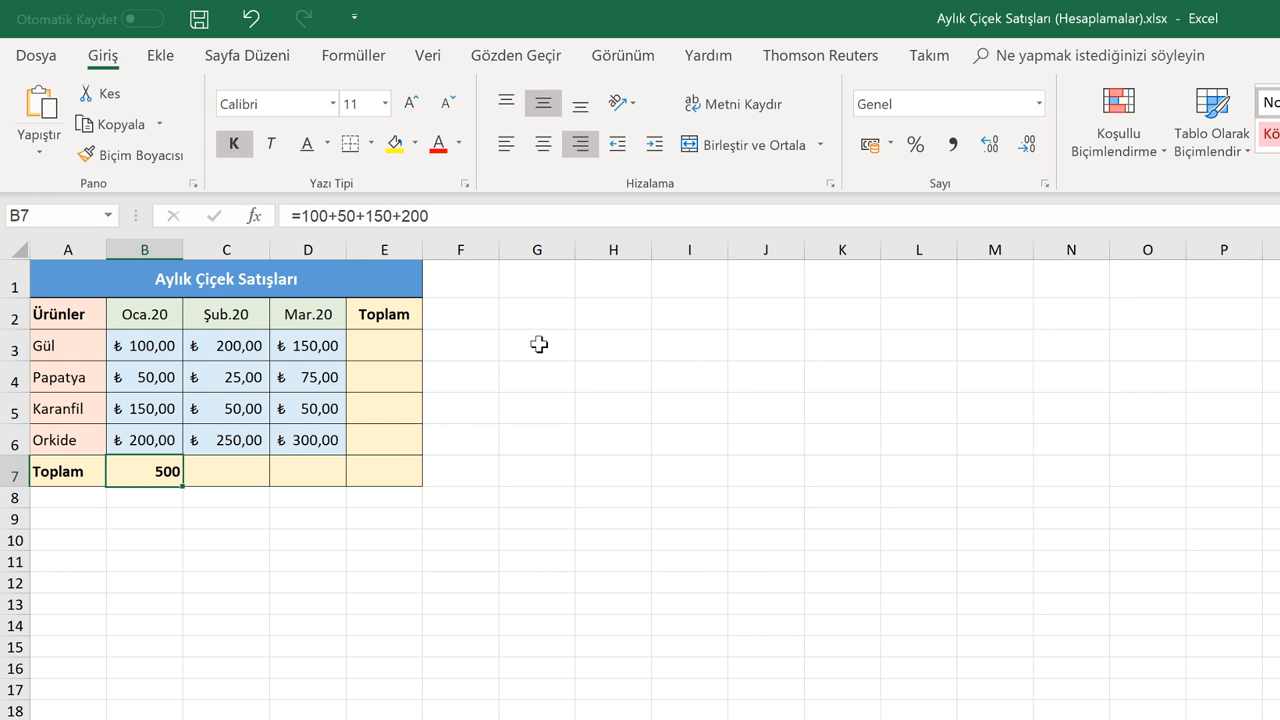 Otomatik Kaydet
Aylık Çiçek Satışları (Hesaplamalar).xlsx - Excel
Dosya Giriş Ekle Sayfa Düzeni Formüller Veri Gözden Geçir Görünüm Yardım Thomson Reuters Takım Ne yapmak istediğinizi söyleyin
Yapıştır
Kes
Kopyala
Biçim Boyacısı
Pano
Calibri 11
K T A A
Yazı Tipi
ab Metni Kaydır
Birleştir ve Ortala
Hizalama
Genel
% ,
Sayı
Koşullu
Biçimlendirme
Tablo Olarak
Biçimlendir
No
Kö
B7 fx =100+50+150+200
A B C D E F G H I J K L M N O P
1 Aylık Çiçek Satışları
2 Ürünler Oca.20 Şub.20 Mar.20 Toplam
3 Gül ₺ 100,00 ₺ 200,00 ₺ 150,00
4 Papatya ₺ 50,00 ₺ 25,00 ₺ 75,00
5 Karanfil ₺ 150,00 ₺ 50,00 ₺ 50,00
6 Orkide ₺ 200,00 ₺ 250,00 ₺ 300,00
7 Toplam 500
8
9
10
11
12
13
14
15
16
17
18